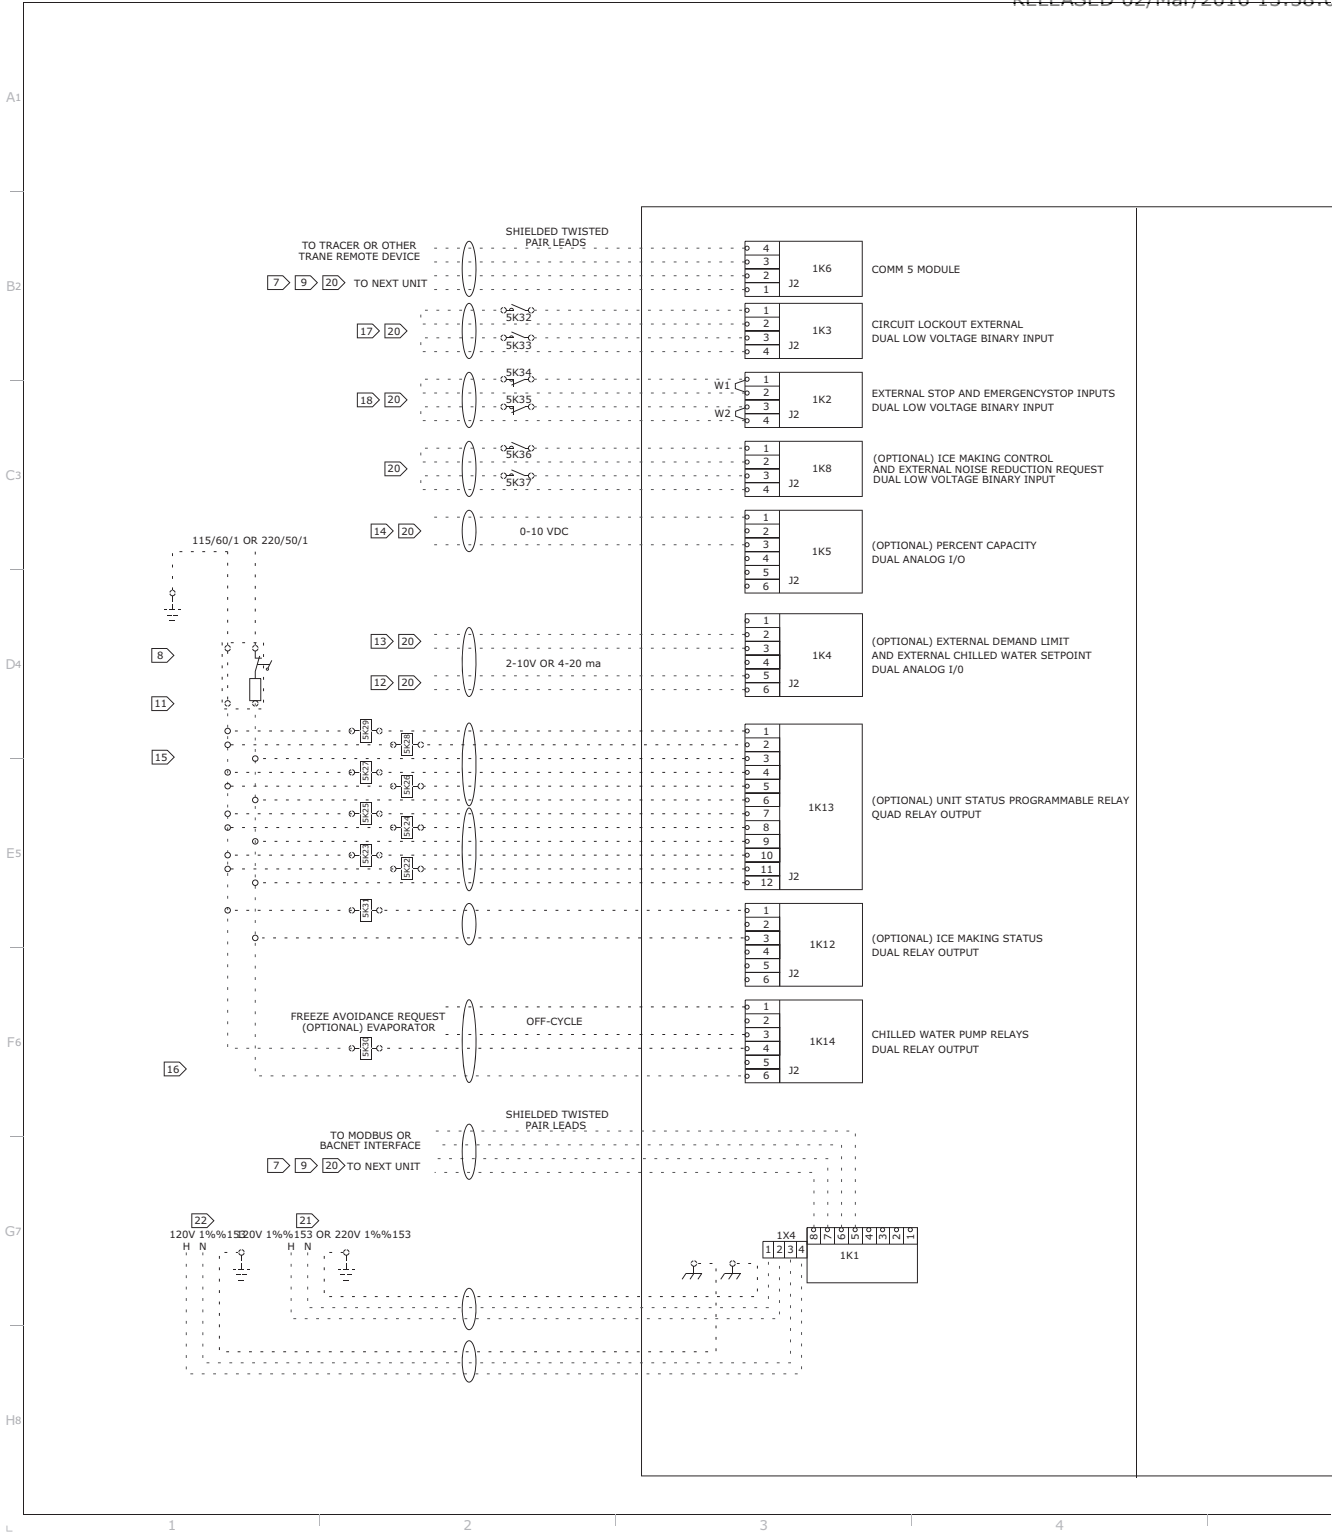 RELEASED 02/Mar/2016 15:58:0
A1
B2
C3
D4
E5
F6
G7
H8
SHIELDED TWISTED
PAIR LEADS
TO TRACER OR OTHER
TRANE REMOTE DEVICE
7 9 20 TO NEXT UNIT
4
3
2
1
1K6
J2
COMM 5 MODULE
17 20
5K32
5K33
1
2
3
4
1K3
J2
CIRCUIT LOCKOUT EXTERNAL
DUAL LOW VOLTAGE BINARY INPUT
18 20
5K34
5K35
W1
W2
1
2
3
4
1K2
J2
EXTERNAL STOP AND EMERGENCYSTOP INPUTS
DUAL LOW VOLTAGE BINARY INPUT
20
5K36
5K37
1
2
3
4
1K8
J2
(OPTIONAL) ICE MAKING CONTROL
AND EXTERNAL NOISE REDUCTION REQUEST
DUAL LOW VOLTAGE BINARY INPUT
14 20
0-10 VDC
1
2
3
4
5
6
1K5
J2
(OPTIONAL) PERCENT CAPACITY
DUAL ANALOG I/O
115/60/1 OR 220/50/1
8
11
15
13 20
12 20
2-10V OR 4-20 ma
1
2
3
4
5
6
1K4
J2
(OPTIONAL) EXTERNAL DEMAND LIMIT
AND EXTERNAL CHILLED WATER SETPOINT
DUAL ANALOG I/0
5K29
5K28
5K27
5K26
5K25
5K24
5K23
5K22
1
2
3
4
5
6
7
8
9
10
11
12
1K13
J2
(OPTIONAL) UNIT STATUS PROGRAMMABLE RELAY
QUAD RELAY OUTPUT
5K31
1
2
3
4
5
6
1K12
J2
(OPTIONAL) ICE MAKING STATUS
DUAL RELAY OUTPUT
FREEZE AVOIDANCE REQUEST
(OPTIONAL) EVAPORATOR
OFF-CYCLE
5K30
16
1
2
3
4
5
6
1K14
J2
CHILLED WATER PUMP RELAYS
DUAL RELAY OUTPUT
SHIELDED TWISTED
PAIR LEADS
TO MODBUS OR
BACNET INTERFACE
7 9 20 TO NEXT UNIT
22
21
120V 1%%153
120V 1%%153 OR 220V 1%%153
H N
H N
1X4
1 2 3 4
8 7 6 5 4 3 2 1
1K1
1 2 3 4